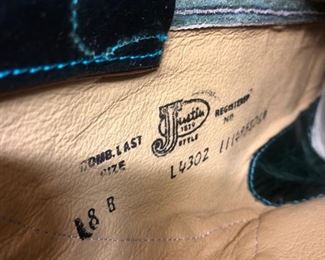 COMB. LAST
SIZE
Justin
1879
STYLE
REGISTERED
NO.
L4302
8 B